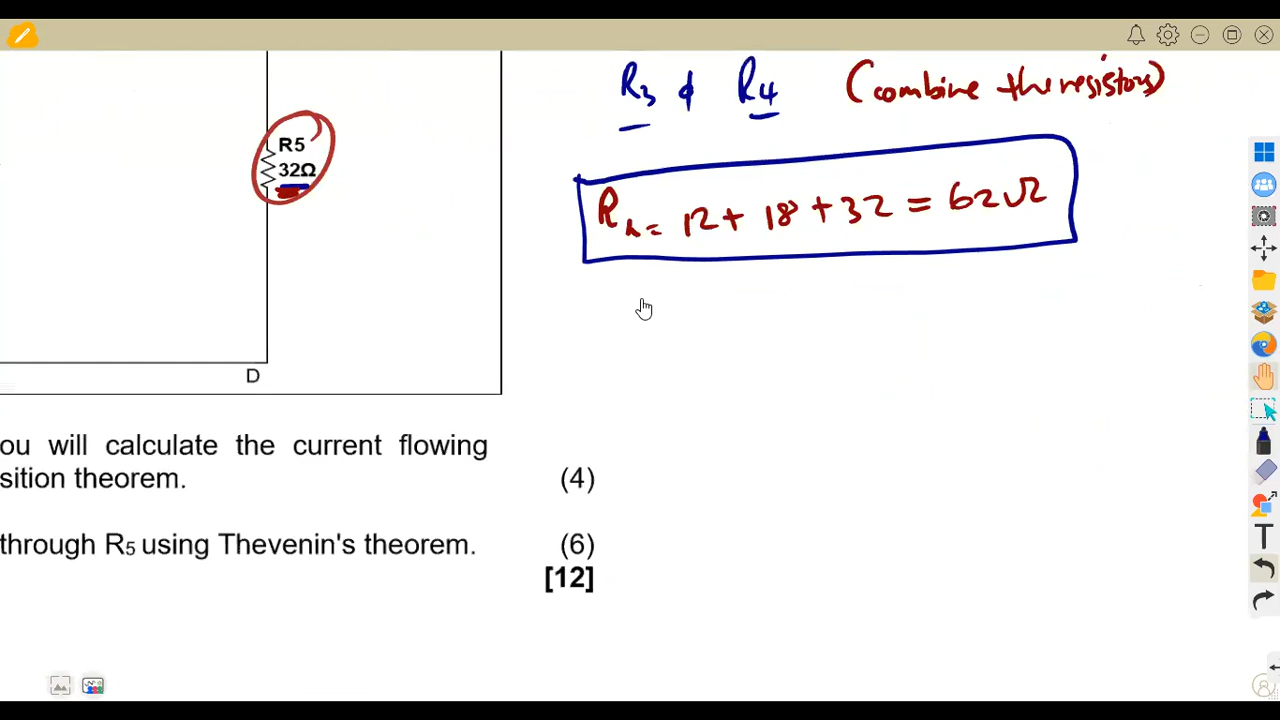 R3 & R4 (combine the resistors)
R5
32Ω
12 + 18 + 32 = 62Ω
D
ou will calculate the current flowing
sition theorem. (4)
through R5 using Thevenin's theorem. (6)
[12]
T